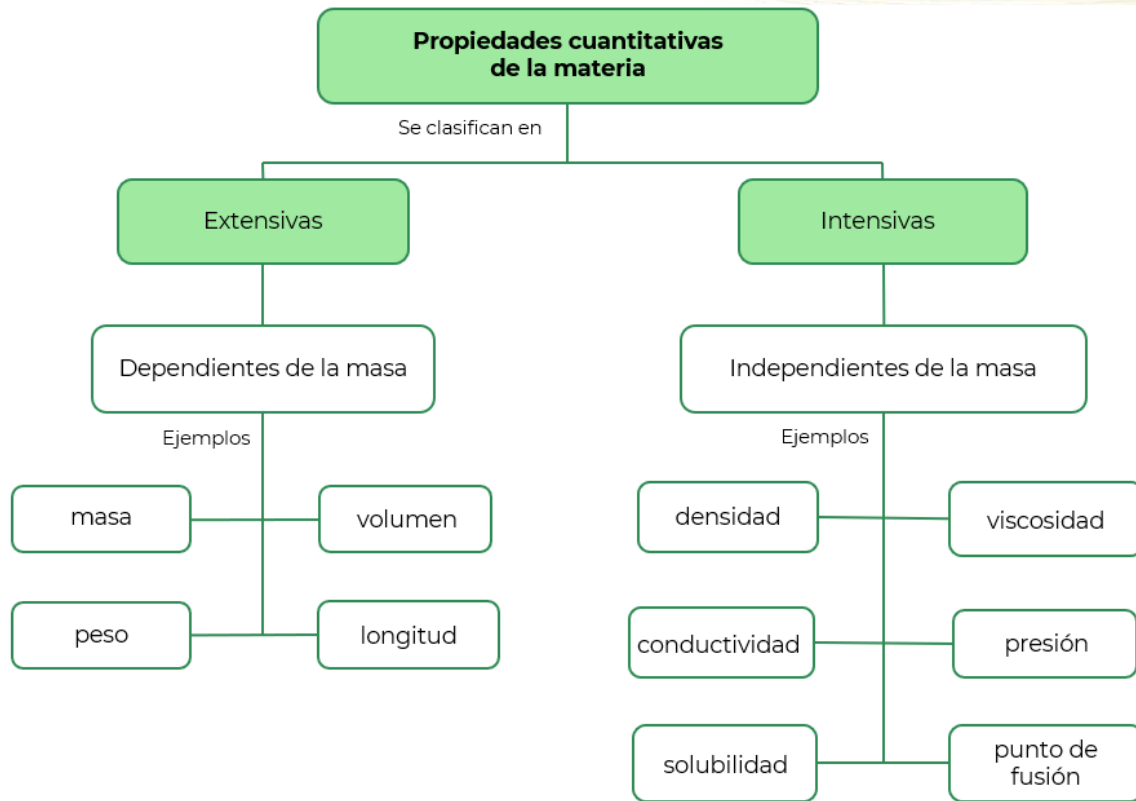 Propiedades cuantitativas
de la materia
Se clasifican en
Extensivas
Intensivas
Dependientes de la masa
Independientes de la masa
Ejemplos
Ejemplos
masa
volumen
densidad
viscosidad
peso
longitud
conductividad
presión
solubilidad
punto de
fusión